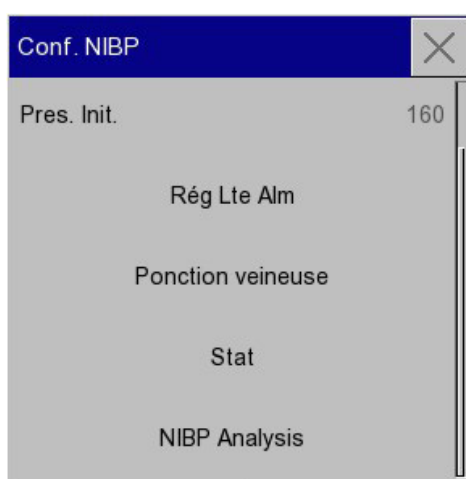 Conf. NIBP
Pres. Init. 160
Rég Lte Alm
Ponction veineuse
Stat
NIBP Analysis